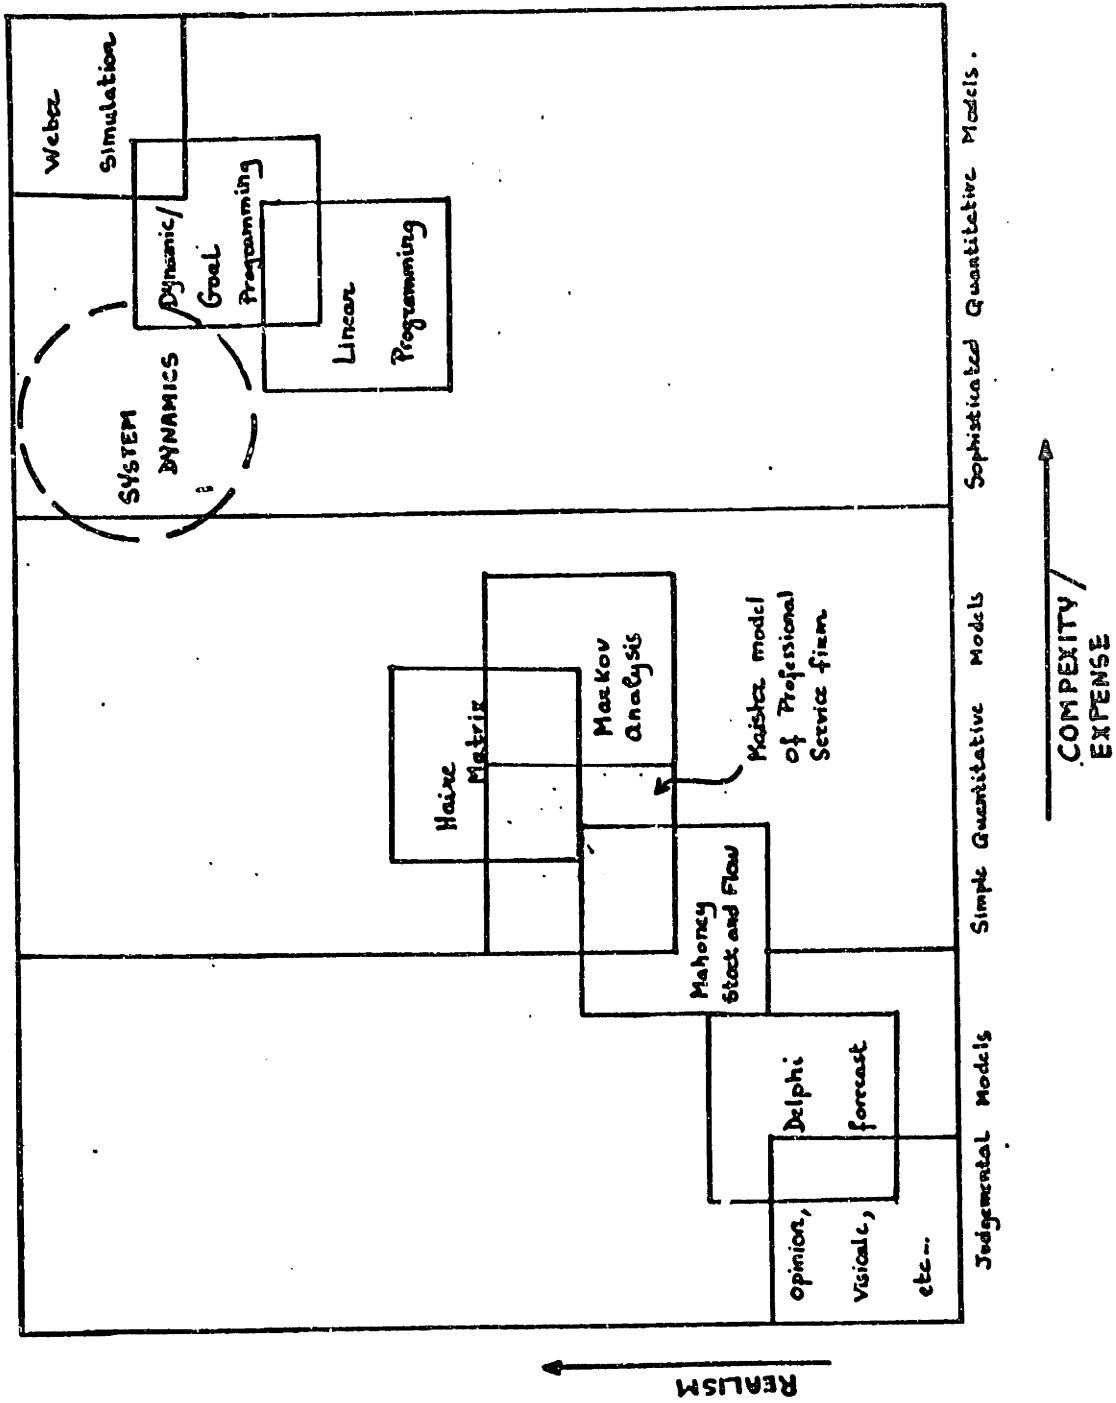 Weber
Simulation
Dynamic/
Goal
Programming
Linear
Programming
SYSTEM
DYNAMICS
Haire
Matrix
Markov
Analysis
Maister model
of Professional
Service firm
Mahoney
Stock and Flow
Delphi
forecast
opinion,
Visicalc,
etc...
Judgemental Models
Simple Quantitative Models
Sophisticated Quantitative Models.
REALISM
COMPEXITY/
EXPENSE